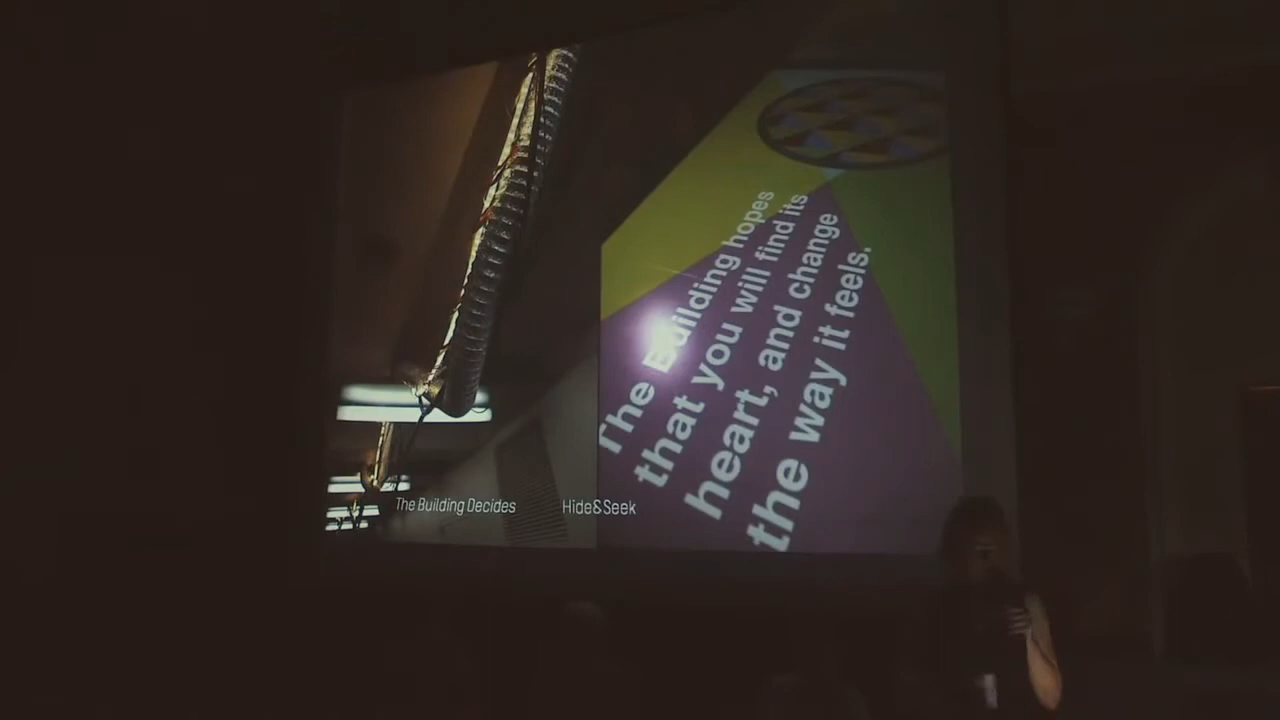 The Building hopes
that you will find its
heart, and change
the way it feels.
The Building Decides
Hide&Seek